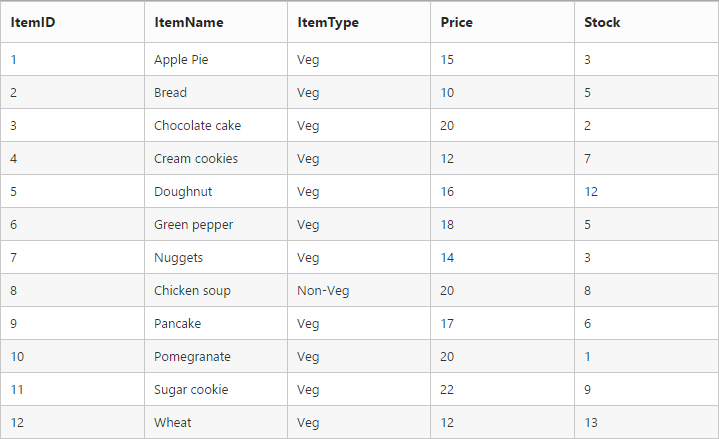 ItemID ItemName ItemType Price Stock
1 Apple Pie Veg 15 3
2 Bread Veg 10 5
3 Chocolate cake Veg 20 2
4 Cream cookies Veg 12 7
5 Doughnut Veg 16 12
6 Green pepper Veg 18 5
7 Nuggets Veg 14 3
8 Chicken soup Non-Veg 20 8
9 Pancake Veg 17 6
10 Pomegranate Veg 20 1
11 Sugar cookie Veg 22 9
12 Wheat Veg 12 13